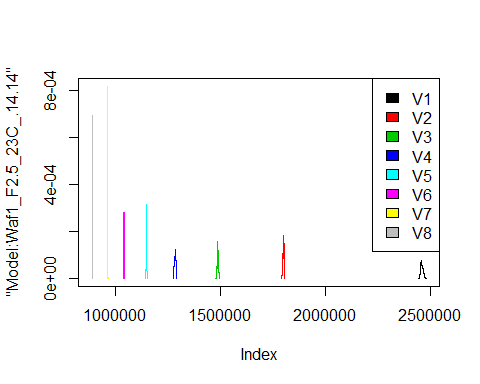 "Model:Waf1_F2.5_23C_.14.14"
8e-04
4e-04
0e+00
V1
V2
V3
V4
V5
V6
V7
V8
1000000 1500000 2000000 2500000
Index